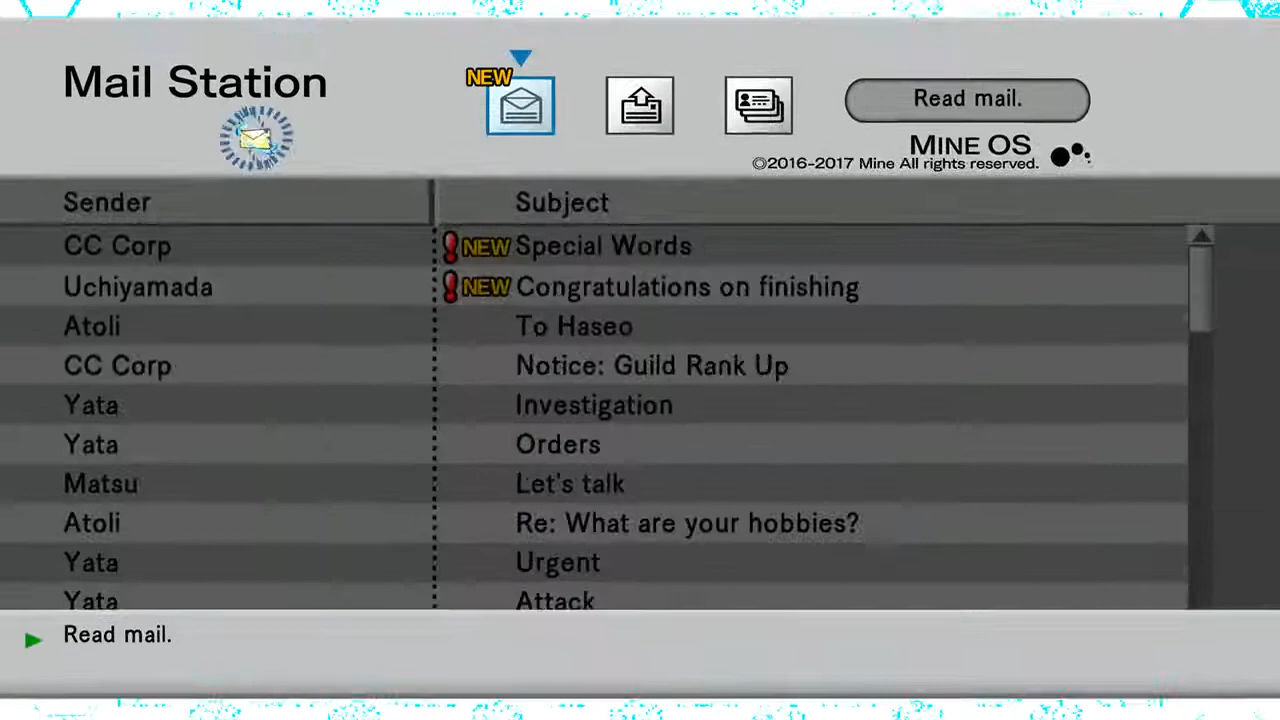 Mail Station
NEW
Read mail.
MINE OS
©2016-2017 Mine All rights reserved.
Sender Subject
CC Corp NEW Special Words
Uchiyamada NEW Congratulations on finishing
Atoli To Haseo
CC Corp Notice: Guild Rank Up
Yata Investigation
Yata Orders
Matsu Let's talk
Atoli Re: What are your hobbies?
Yata Urgent
Yata Attack
Read mail.